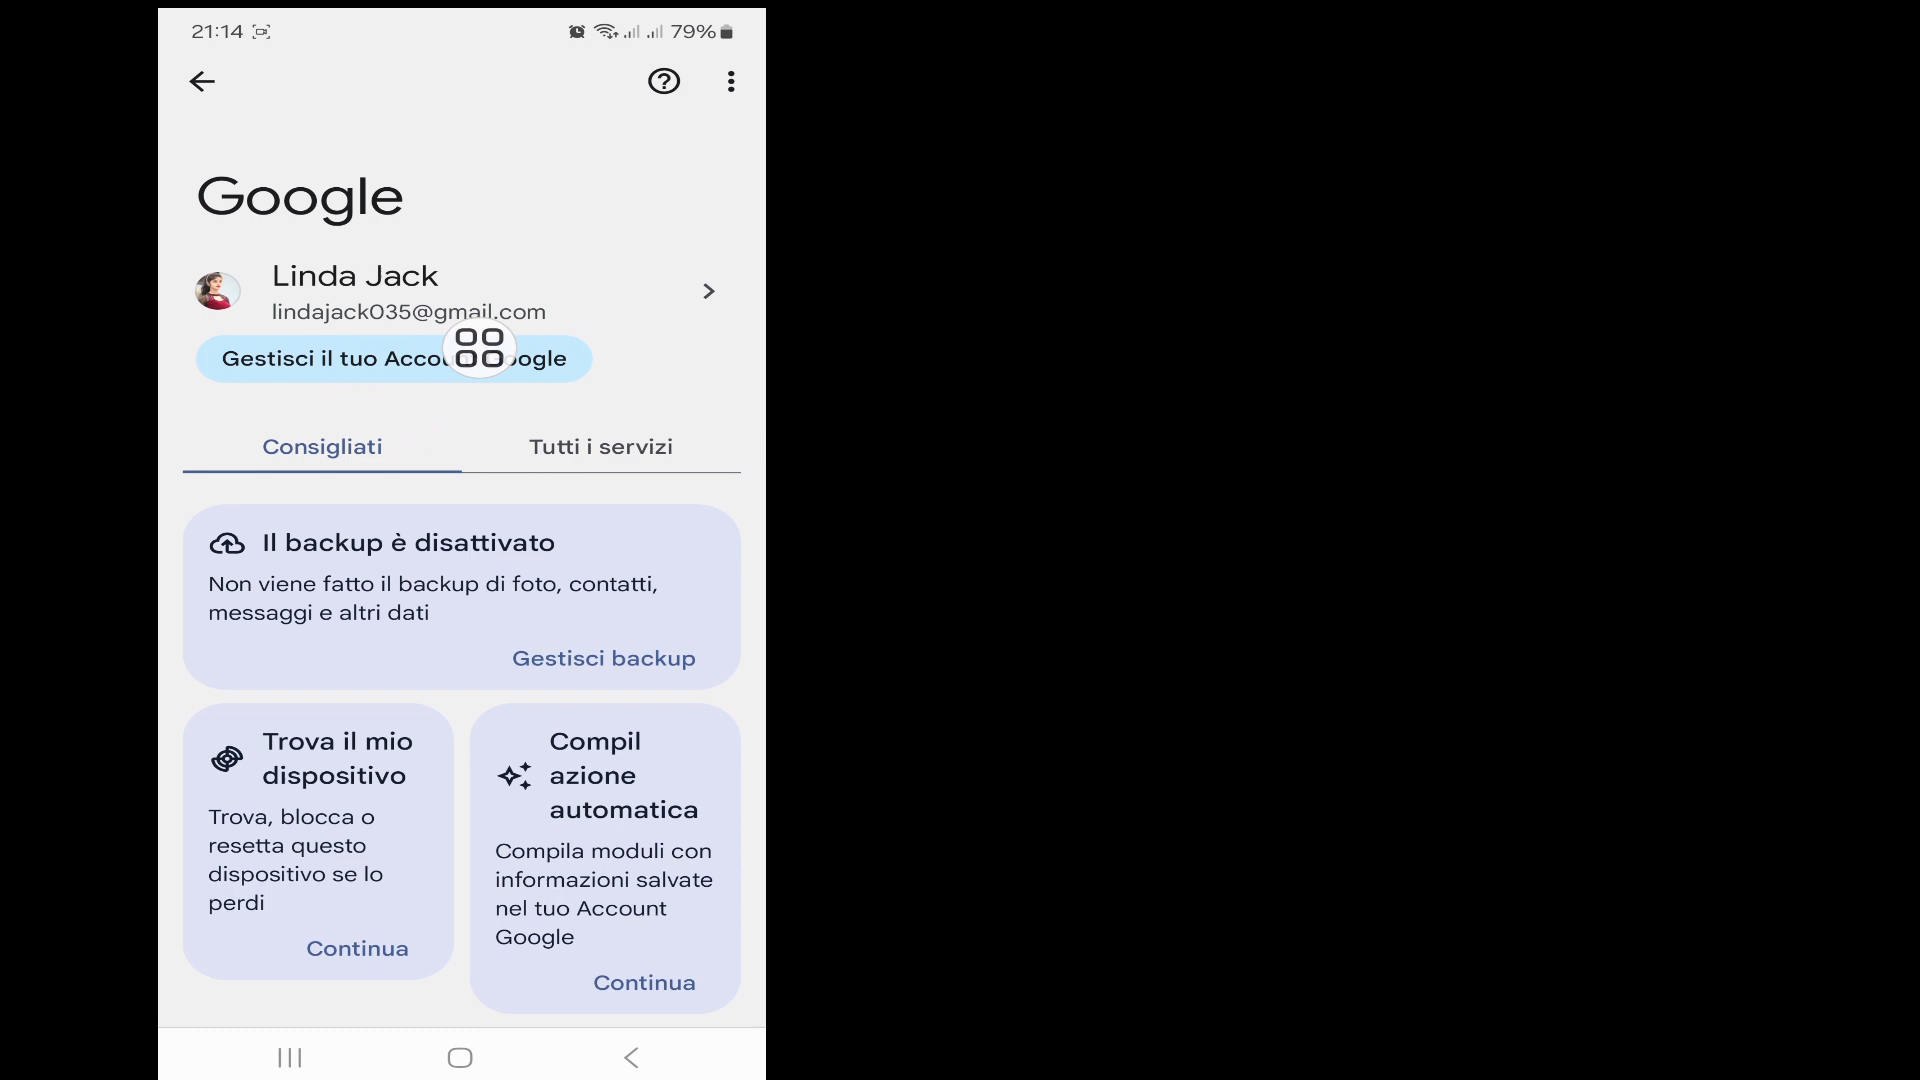 21:14 79%
Google
Linda Jack
lindajack035@gmail.com
Gestisci il tuo Google
Consigliati Tutti i servizi
Il backup è disattivato
Non viene fatto il backup di foto, contatti,
messaggi e altri dati
Gestisci backup
Trova il mio
dispositivo
Trova, blocca o
resetta questo
dispositivo se lo
perdi
Continua
Compil
azione
automatica
Compila moduli con
informazioni salvate
nel tuo Account
Google
Continua